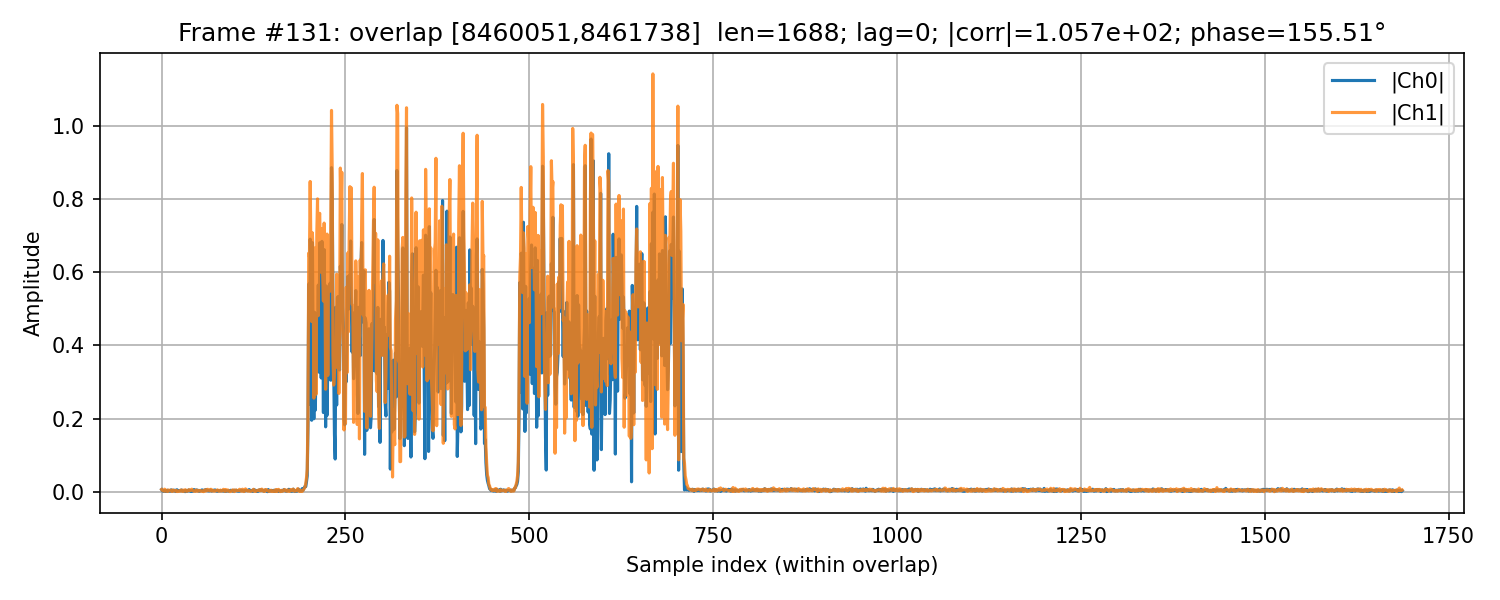 Frame #131: overlap [8460051,8461738]  len=1688; lag=0; |corr|=1.057e+02; phase=155.51°
|Ch0|
|Ch1|
Amplitude
1.0
0.8
0.6
0.4
0.2
0.0
0 250 500 750 1000 1250 1500 1750
Sample index (within overlap)